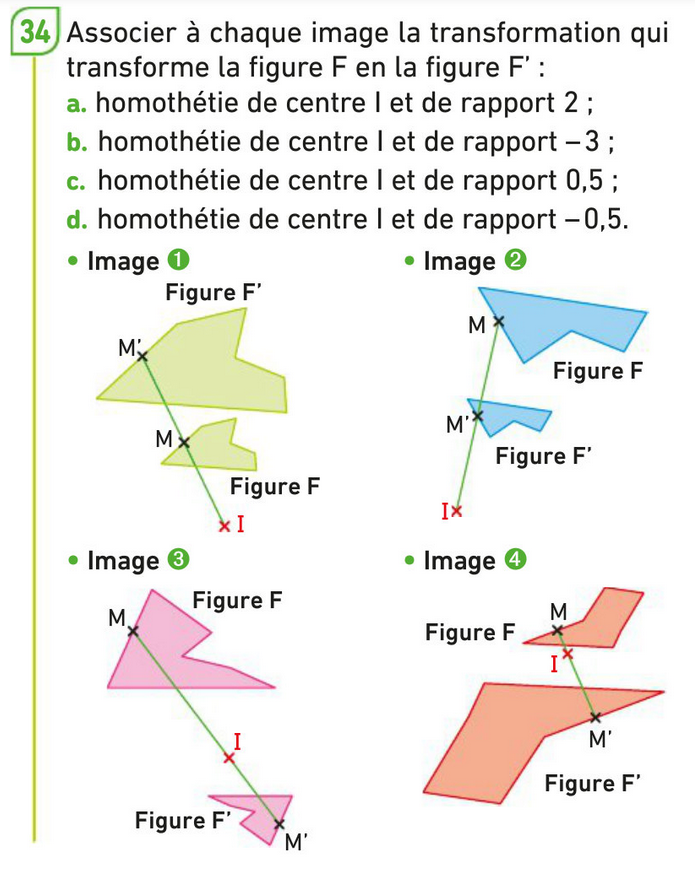 34 Associer à chaque image la transformation qui
transforme la figure F en la figure F' :
a. homothétie de centre I et de rapport 2 ;
b. homothétie de centre I et de rapport −3 ;
c. homothétie de centre I et de rapport 0,5 ;
d. homothétie de centre I et de rapport −0,5.
• Image 1
Figure F'
M'
M
Figure F
I
• Image 2
M
Figure F
M'
Figure F'
I
• Image 3
Figure F
M
I
Figure F'
M'
• Image 4
M
Figure F
I
M'
Figure F'